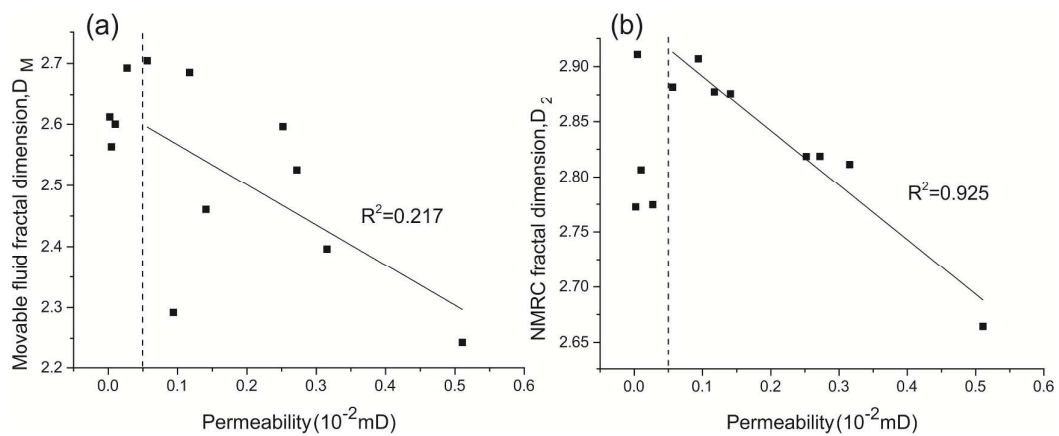 (a)
Movable fluid fractal dimension,D_M
2.7
2.6
2.5
2.4
2.3
2.2
R²=0.217
0.0 0.1 0.2 0.3 0.4 0.5 0.6
Permeability(10⁻²mD)
(b)
NMRC fractal dimension,D₂
2.90
2.85
2.80
2.75
2.70
2.65
R²=0.925
0.0 0.1 0.2 0.3 0.4 0.5 0.6
Permeability(10⁻²mD)